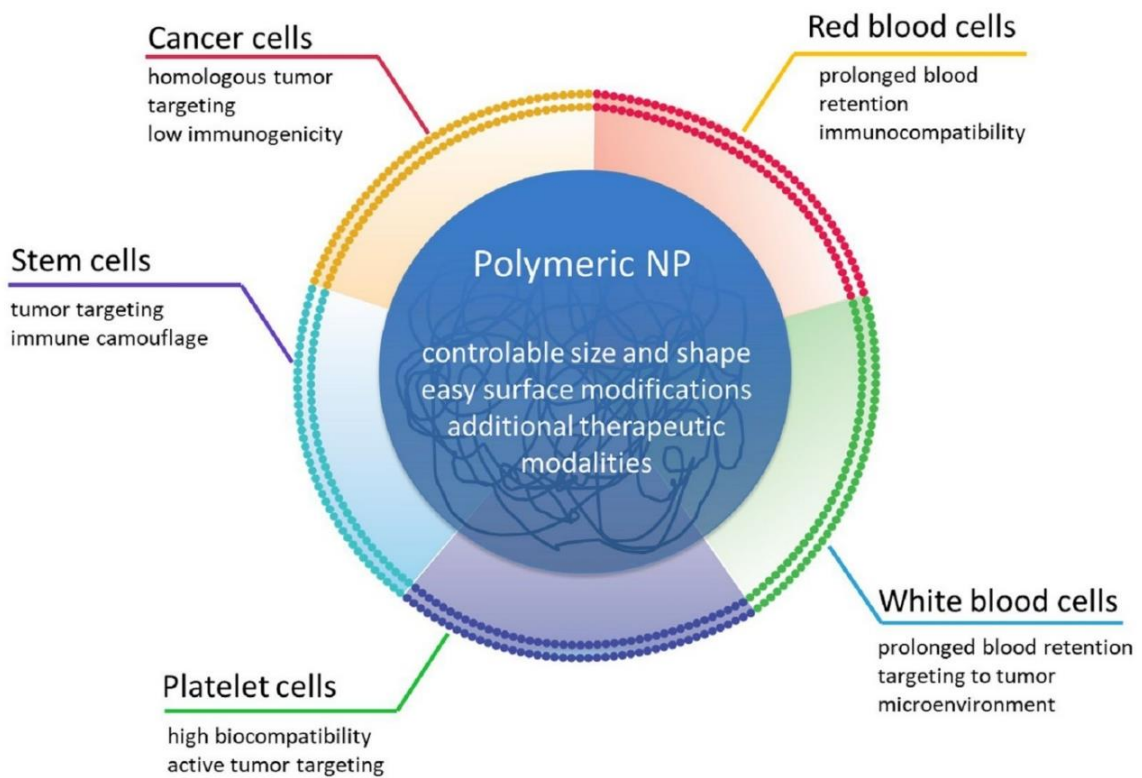 Cancer cells
homologous tumor
targeting
low immunogenicity
Red blood cells
prolonged blood
retention
immunocompatibility
Stem cells
tumor targeting
immune camouflage
Polymeric NP
controlable size and shape
easy surface modifications
additional therapeutic
modalities
White blood cells
prolonged blood retention
targeting to tumor
microenvironment
Platelet cells
high biocompatibility
active tumor targeting